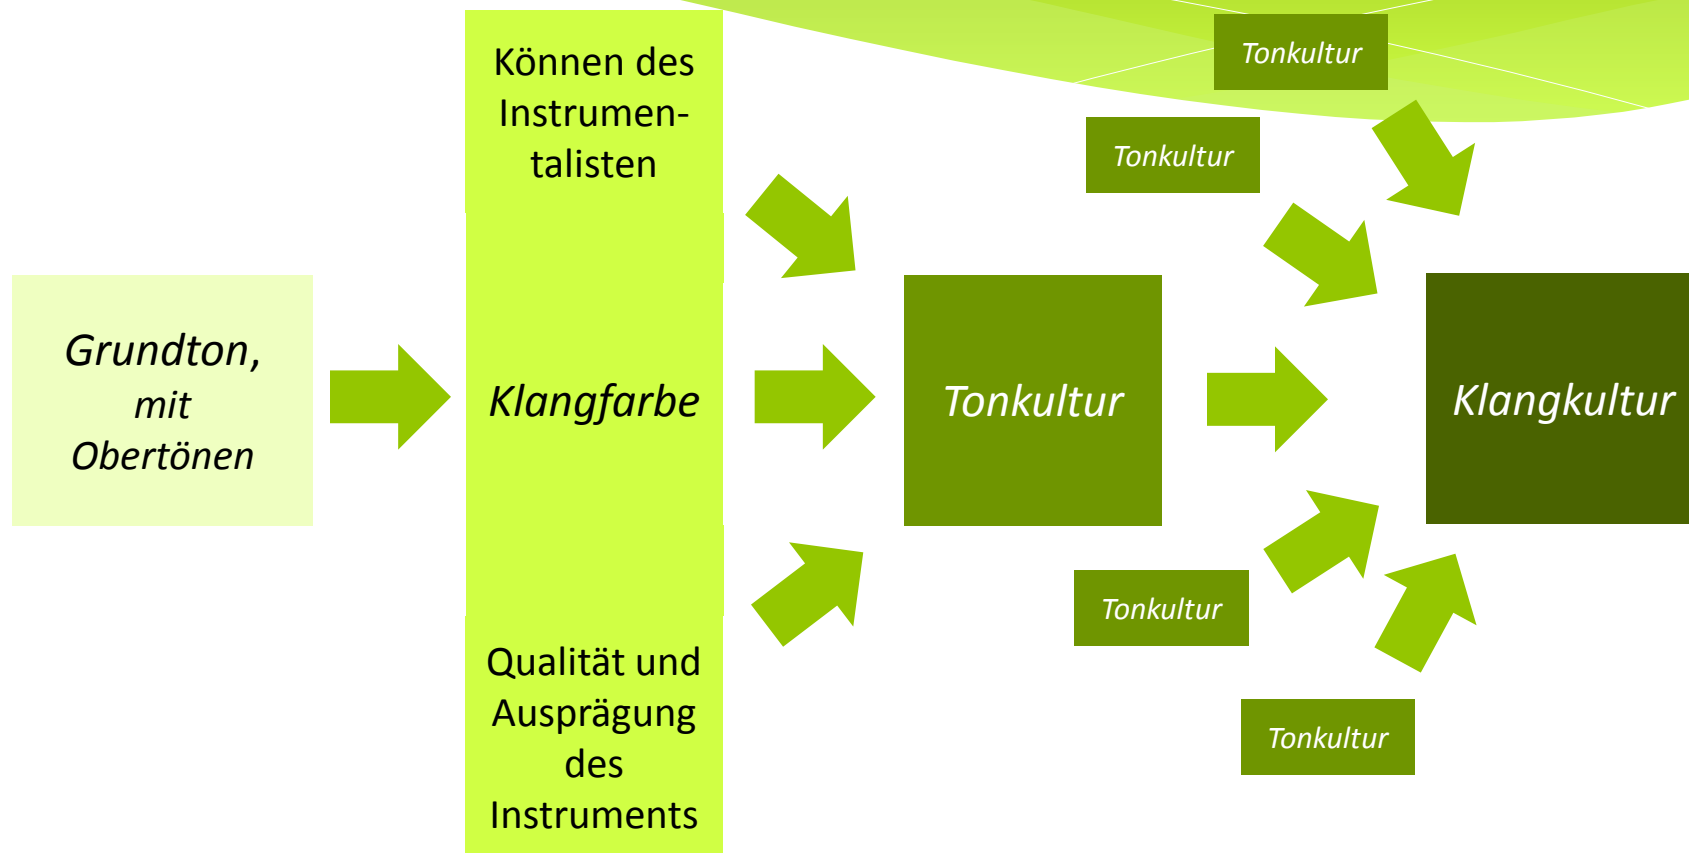 Grundton,
mit
Obertönen
Können des
Instrumen-
talisten
Klangfarbe
Qualität und
Ausprägung
des
Instruments
Tonkultur
Tonkultur
Tonkultur
Tonkultur
Tonkultur
Klangkultur